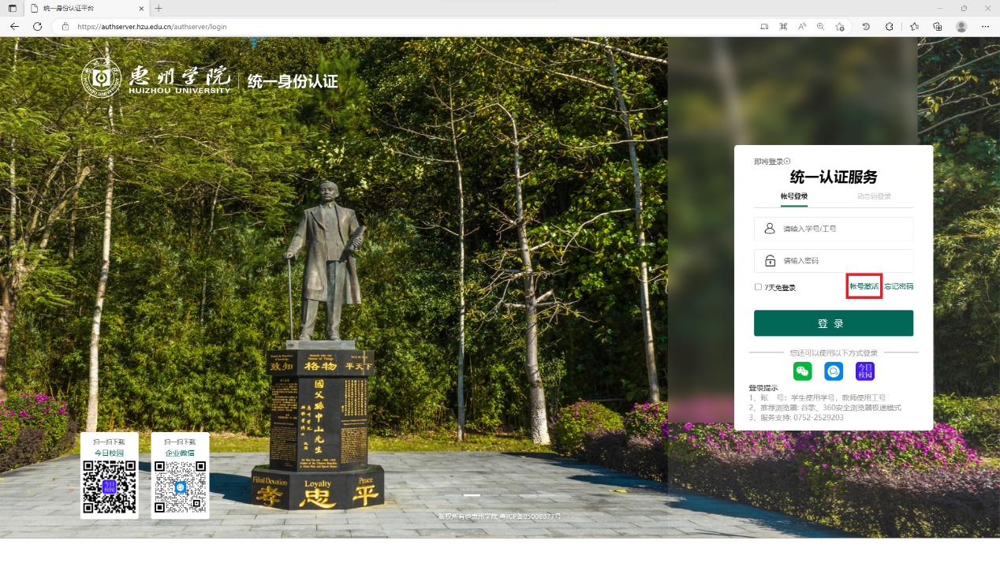 统一身份认证平台
https://authserver.hzu.edu.cn/authserver/login
惠州学院
HUIZHOU UNIVERSITY
统一身份认证
即将登录
统一认证服务
帐号登录 动态码登录
请输入学号/工号
请输入密码
7天免登录 帐号激活 忘记密码
登 录
您还可以使用以下方式登录
今日校园
登录提示
1、账 号：学生使用学号，教师使用工号
2、推荐浏览器: 谷歌、360安全浏览器极速模式
3、服务支持: 0752-2529203
致知 格物 平天下
國父孫中山先生
Filial Devotion Loyalty Peace
孝 忠 平
扫一扫下载
今日校园
今日校园
扫一扫下载
企业微信
版权所有@惠州学院 粤ICP备05008877号